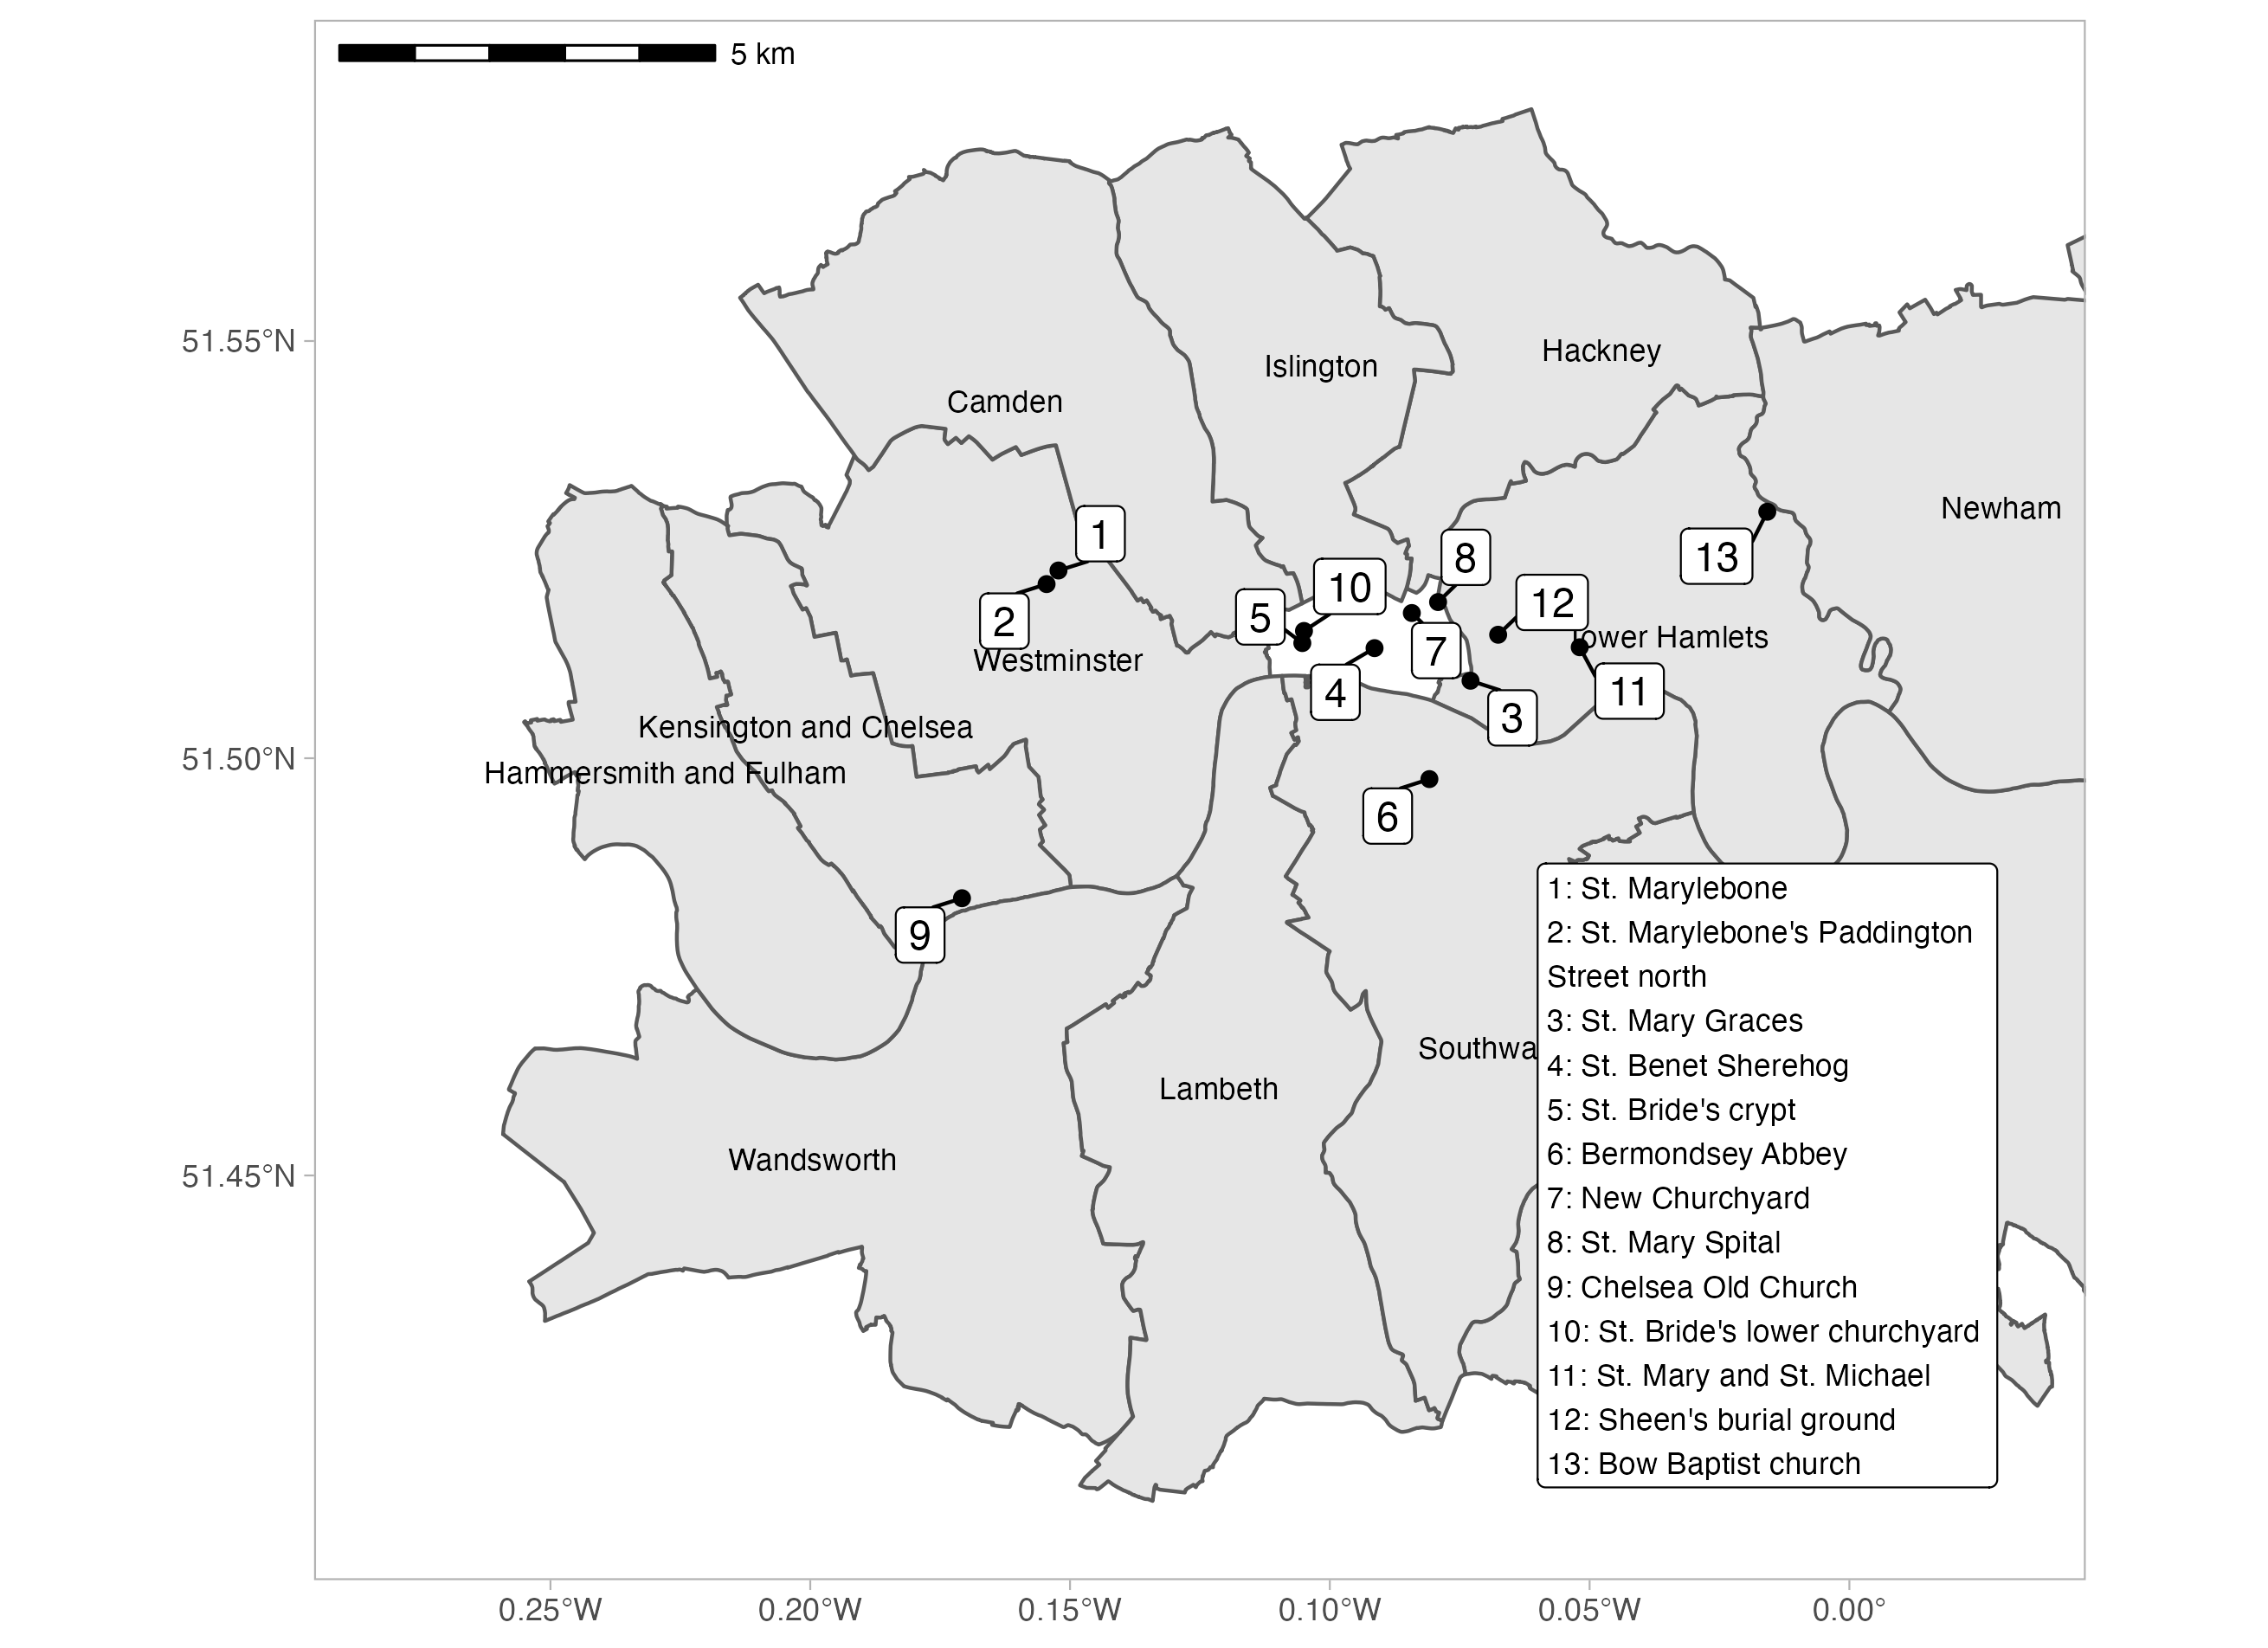 5 km
51.55°N
51.50°N
51.45°N
0.25°W
0.20°W
0.15°W
0.10°W
0.05°W
0.00°
Hackney
Islington
Camden
Newham
1
8
13
10
12
5
2
ower Hamlets
7
Westminster
4
11
3
Kensington and Chelsea
Hammersmith and Fulham
6
9
Southwa
Lambeth
Wandsworth
1: St. Marylebone
2: St. Marylebone's Paddington
Street north
3: St. Mary Graces
4: St. Benet Sherehog
5: St. Bride's crypt
6: Bermondsey Abbey
7: New Churchyard
8: St. Mary Spital
9: Chelsea Old Church
10: St. Bride's lower churchyard
11: St. Mary and St. Michael
12: Sheen's burial ground
13: Bow Baptist church